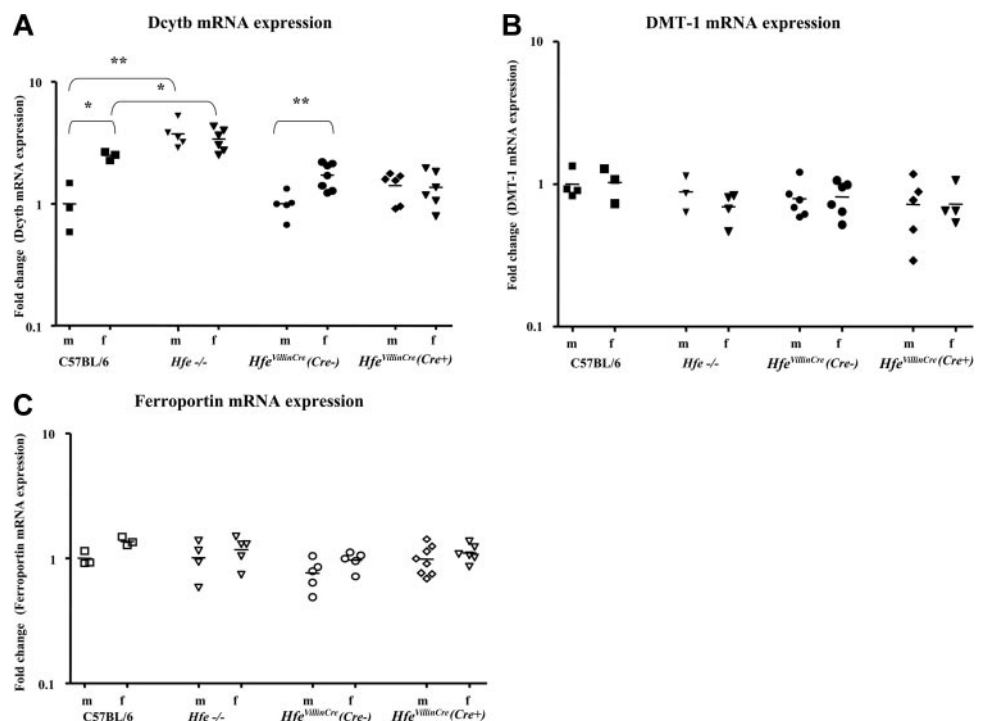 A
Dcytb mRNA expression
Fold change (Dcytb mRNA expression)
10
1
0.1
**
*
*
**
m f m f m f m f
C57BL/6 Hfe -/- Hfe^VillinCre (Cre-) Hfe^VillinCre (Cre+)
B
DMT-1 mRNA expression
Fold change (DMT-1 mRNA expression)
10
1
0.1
m f m f m f m f
C57BL/6 Hfe -/- Hfe^VillinCre (Cre-) Hfe^VillinCre (Cre+)
C
Ferroportin mRNA expression
Fold change (Ferroportin mRNA expression)
10
1
0.1
m f m f m f m f
C57BL/6 Hfe -/- Hfe^VillinCre (Cre-) Hfe^VillinCre (Cre+)